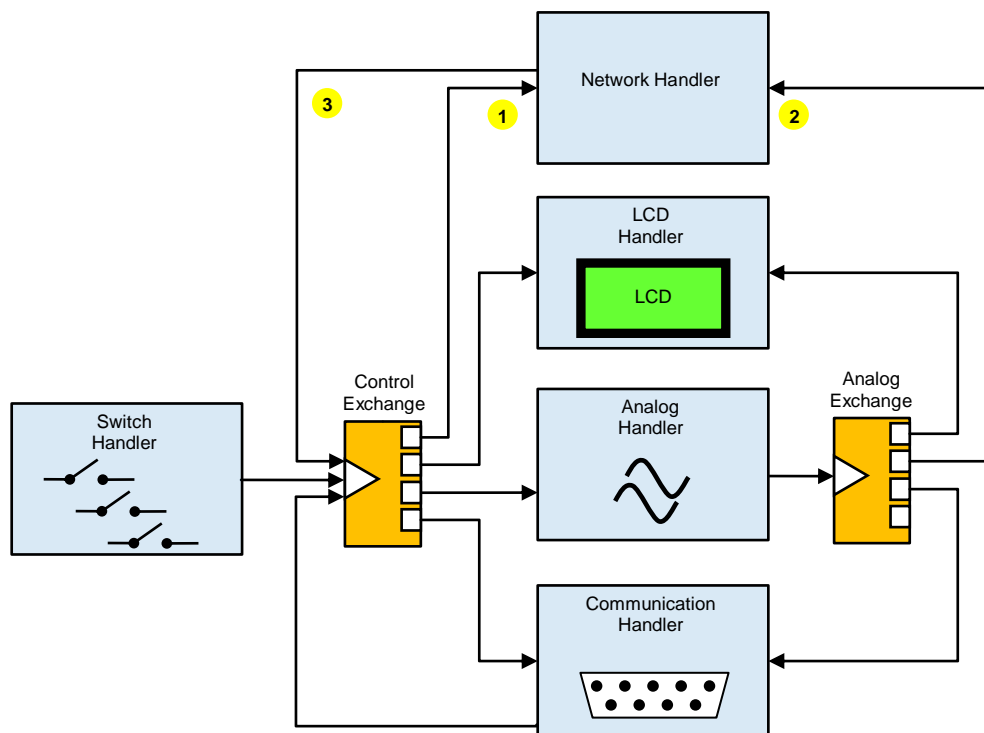 Network Handler
3
1
2
LCD
Handler
LCD
Control
Exchange
Analog
Exchange
Switch
Handler
Analog
Handler
Communication
Handler